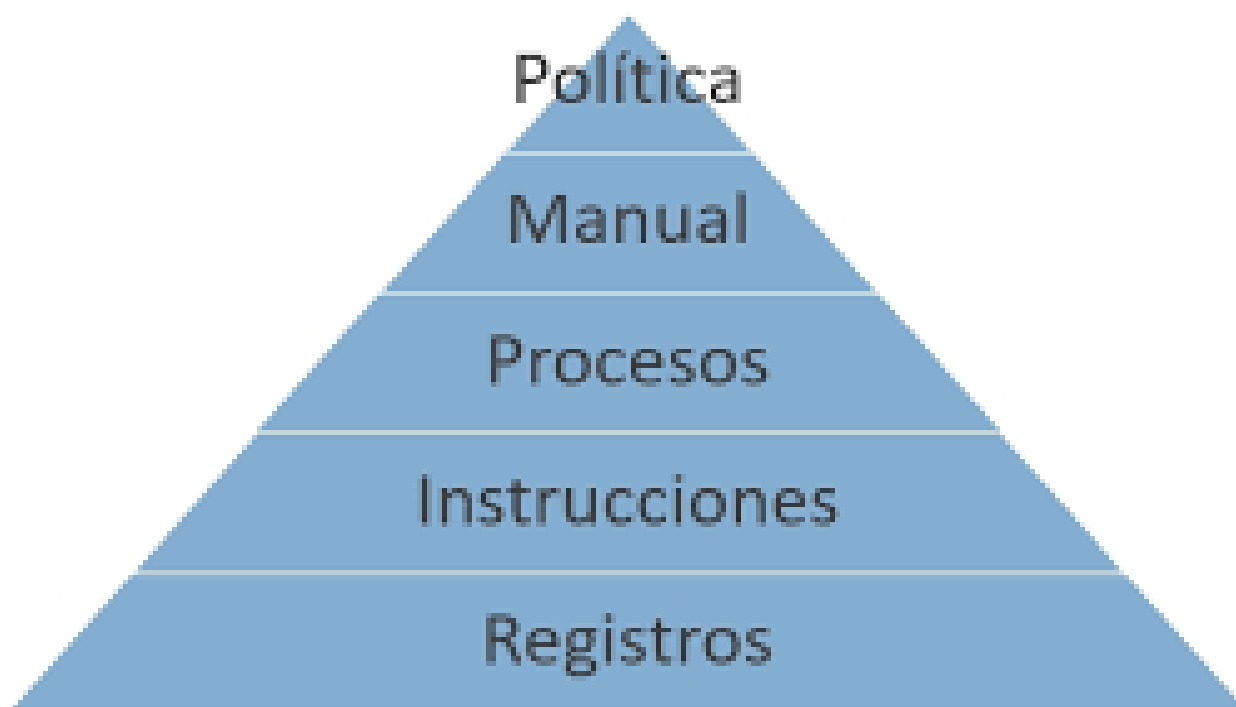 Política
Manual
Procesos
Instrucciones
Registros